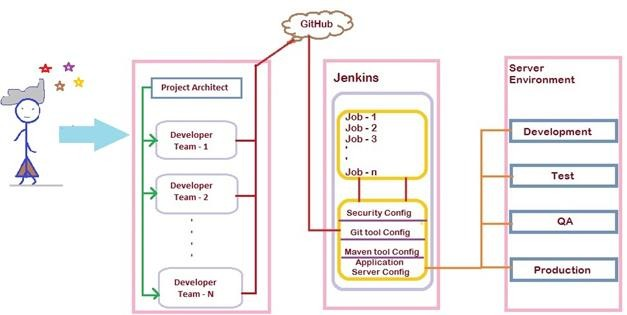 GitHub
Project Architect
Developer
Team - 1
Developer
Team - 2
Developer
Team - N
Jenkins
Job - 1
Job - 2
Job - 3
Job - n
Security Config
Git tool Config
Maven tool Config
Application
Server Config
Server
Environment
Development
Test
QA
Production